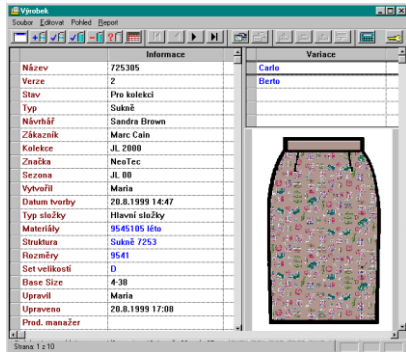 Výrobek
Soubor Editovat Pohled Report
Informace
Název 725305
Verze 2
Stav Pro kolekci
Typ Sukně
Návrhář Sandra Brown
Zákazník Marc Cain
Kolekce JL 2000
Značka NeoTec
Sezona JL 00
Vytvořil Maria
Datum tvorby 20.8.1999 14:47
Typ složky Hlavní složky
Materiály 9545105 léto
Struktura Sukně 7253
Rozměry 9541
Set velikostí D
Base Size 4-38
Upravil Maria
Upraveno 20.8.1999 17:08
Prod. manažer
Variace
Carlo
Berto
Strana: 1 z 10